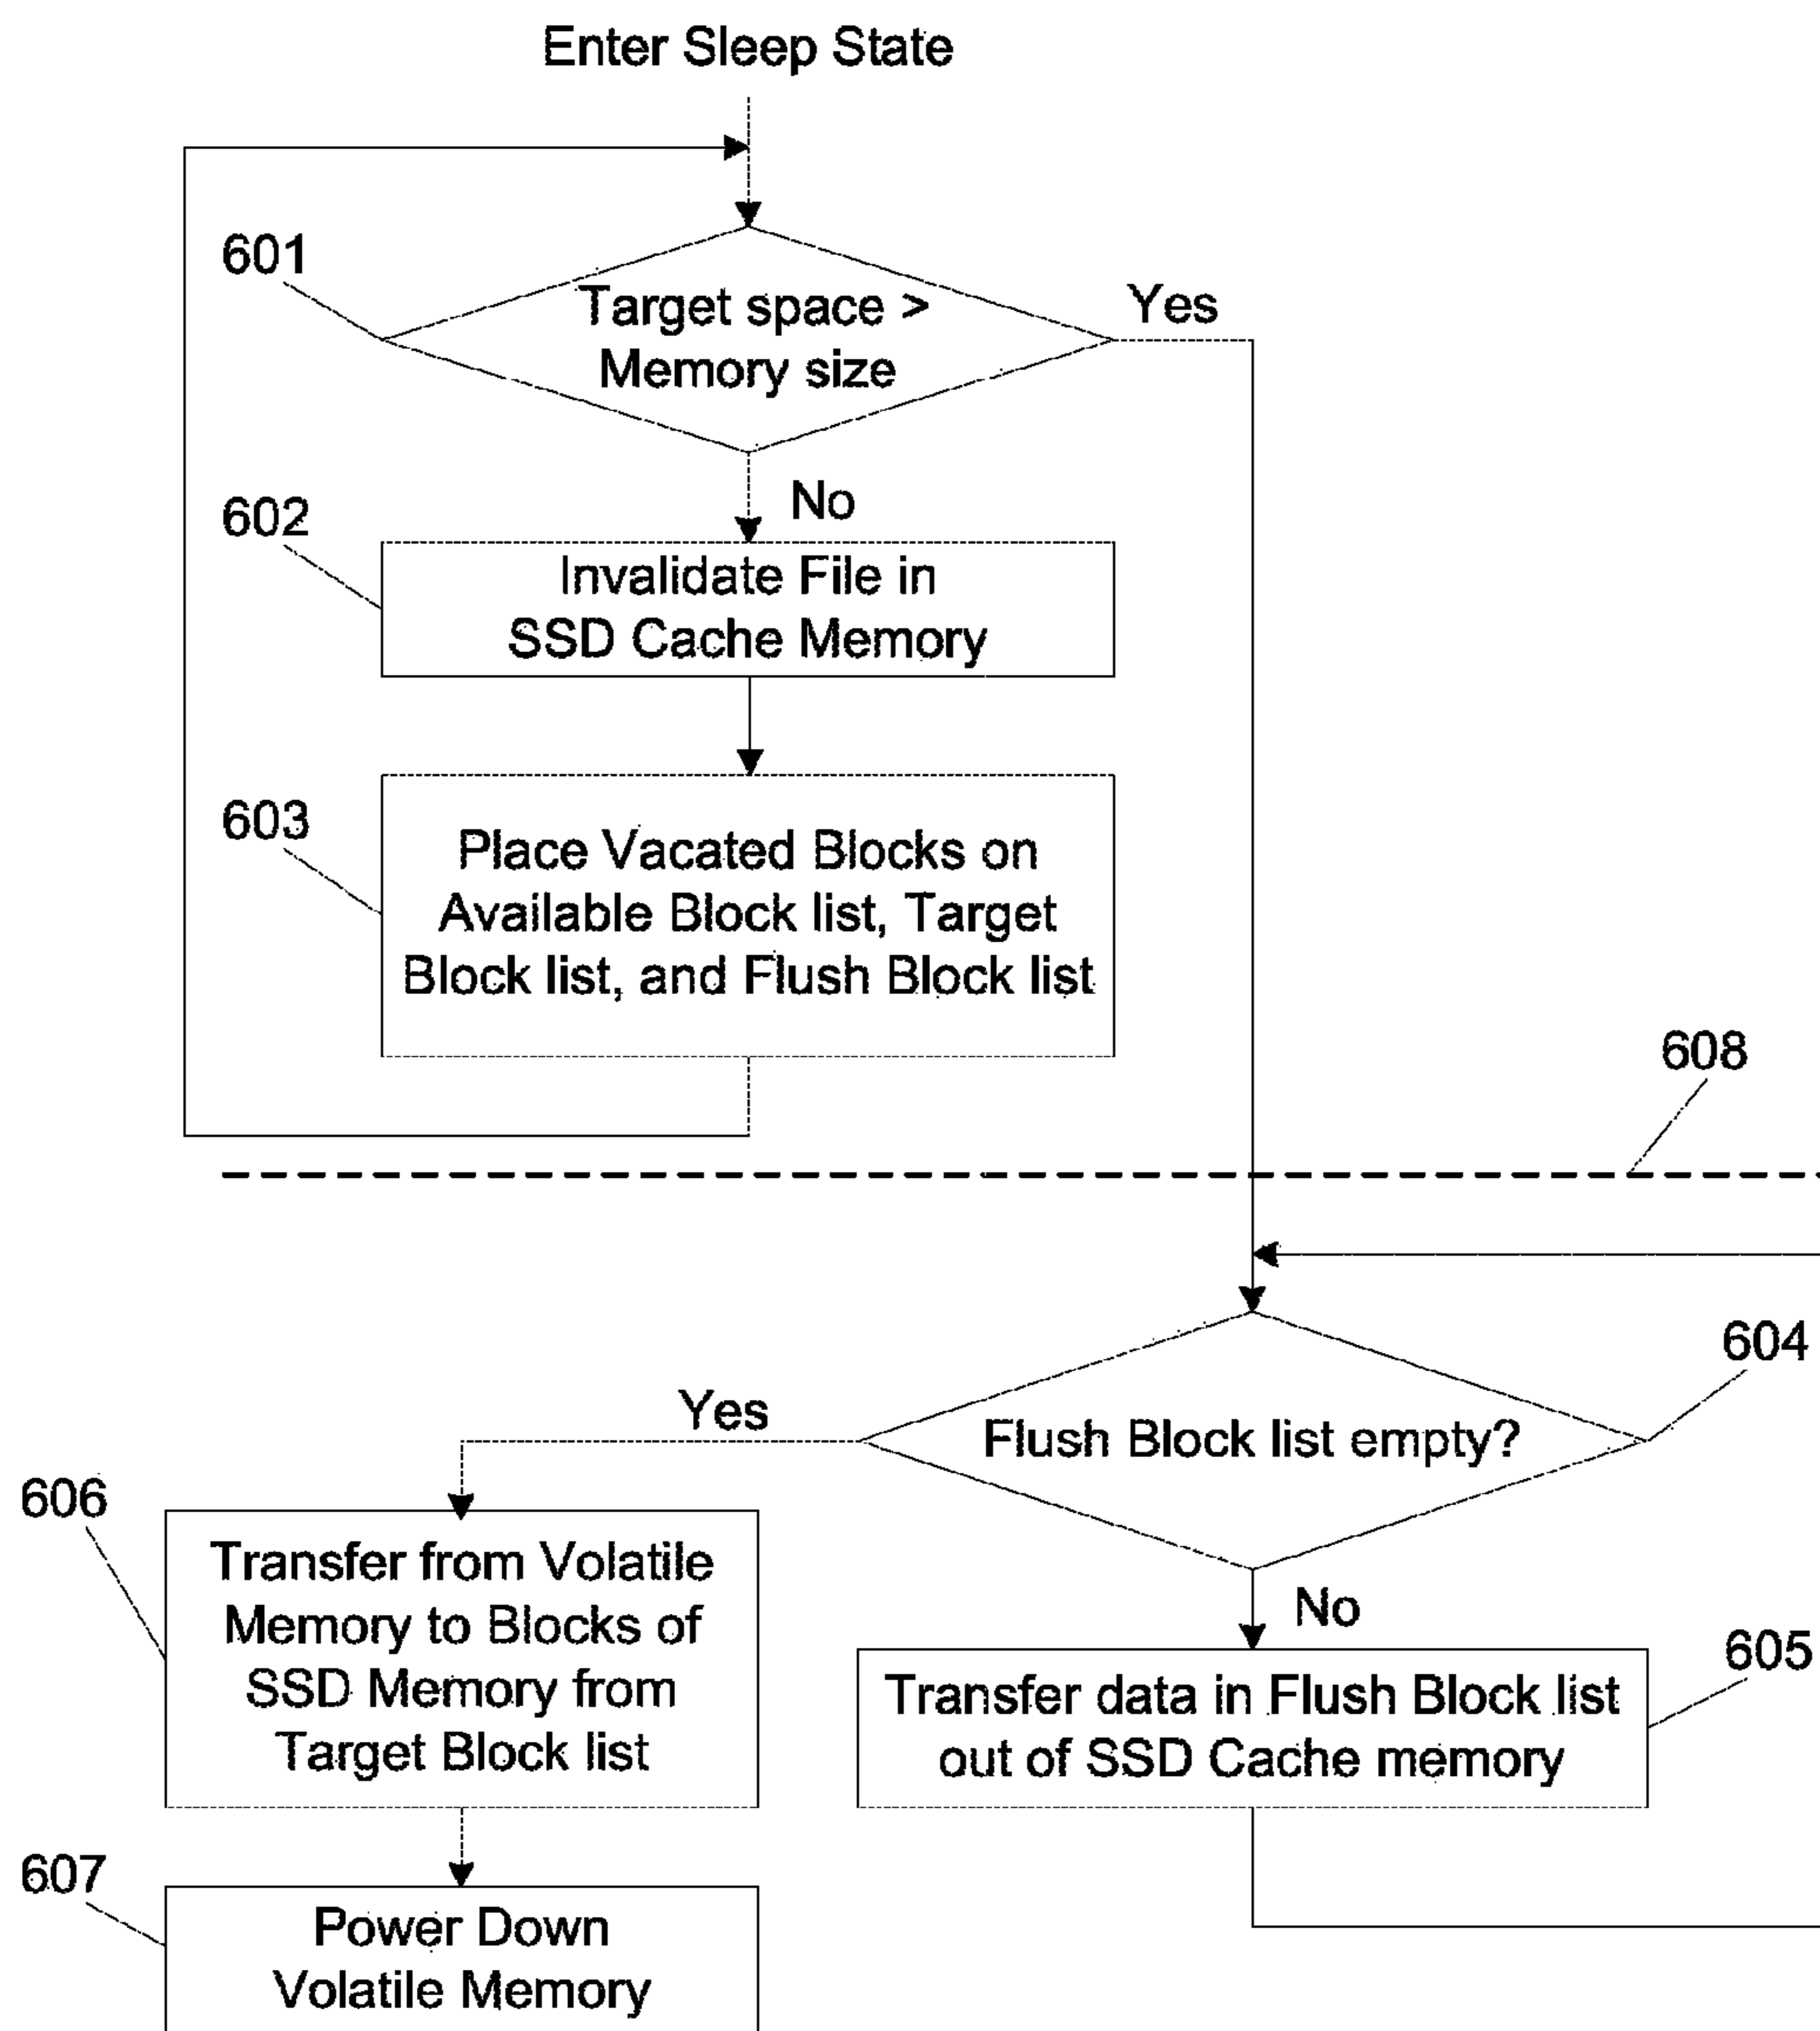 Enter Sleep State
601
Target space >
Memory size
Yes
No
602
Invalidate File in
SSD Cache Memory
603
Place Vacated Blocks on
Available Block list, Target
Block list, and Flush Block list
608
604
Flush Block list empty?
Yes
No
606
Transfer from Volatile
Memory to Blocks of
SSD Memory from
Target Block list
605
Transfer data in Flush Block list
out of SSD Cache memory
607
Power Down
Volatile Memory